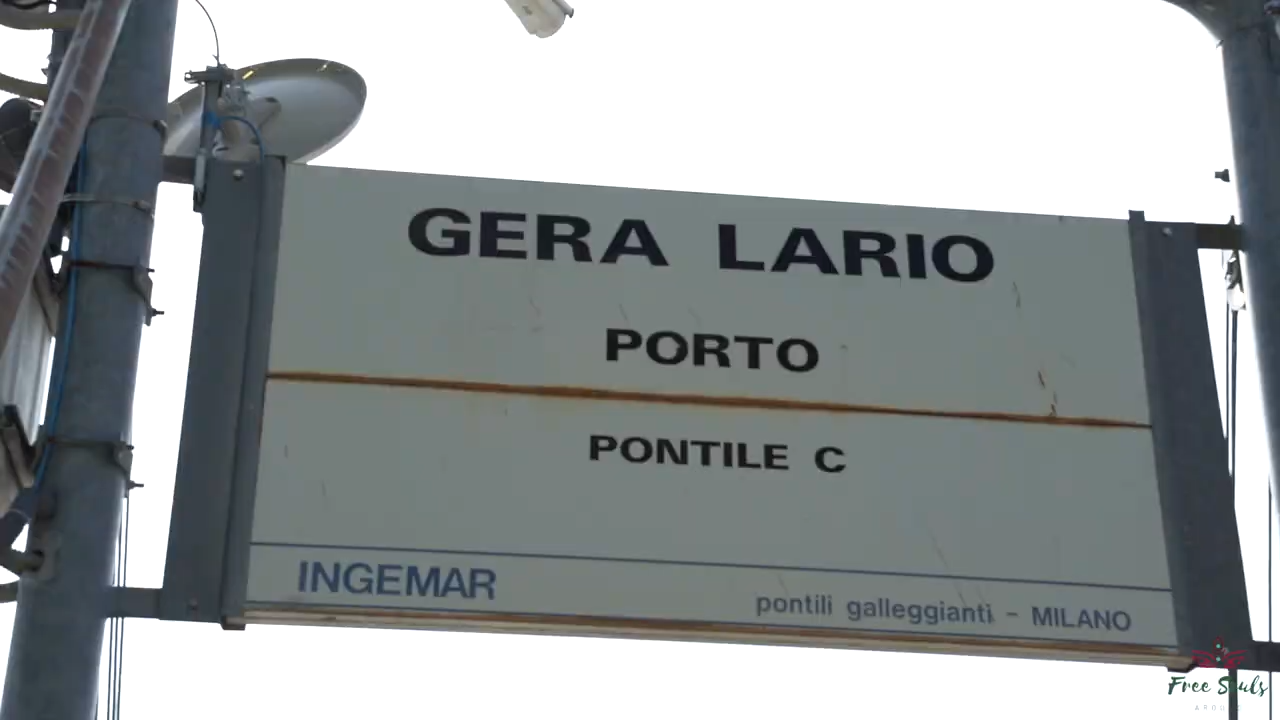 GERA LARIO
PORTO
PONTILE C
INGEMAR
pontili galleggianti - MILANO
Free Souls